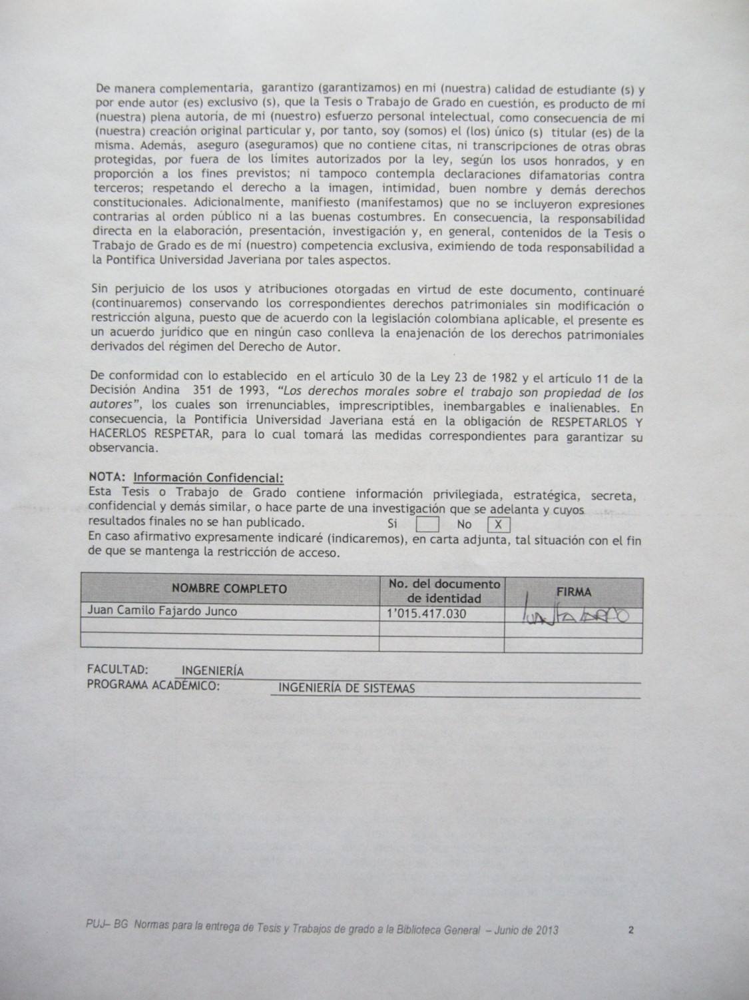 De manera complementaria, garantizo (garantizamos) en mi (nuestra) calidad de estudiante (s) y
por ende autor (es) exclusivo (s), que la Tesis o Trabajo de Grado en cuestión, es producto de mi
(nuestra) plena autoría, de mi (nuestro) esfuerzo personal intelectual, como consecuencia de mi
(nuestra) creación original particular y, por tanto, soy (somos) el (los) único (s) titular (es) de la
misma. Además, aseguro (aseguramos) que no contiene citas, ni transcripciones de otras obras
protegidas, por fuera de los límites autorizados por la ley, según los usos honrados, y en
proporción a los fines previstos; ni tampoco contempla declaraciones difamatorias contra
terceros; respetando el derecho a la imagen, intimidad, buen nombre y demás derechos
constitucionales. Adicionalmente, manifiesto (manifestamos) que no se incluyeron expresiones
contrarias al orden público ni a las buenas costumbres. En consecuencia, la responsabilidad
directa en la elaboración, presentación, investigación y, en general, contenidos de la Tesis o
Trabajo de Grado es de mí (nuestro) competencia exclusiva, eximiendo de toda responsabilidad a
la Pontifica Universidad Javeriana por tales aspectos.
Sin perjuicio de los usos y atribuciones otorgadas en virtud de este documento, continuaré
(continuaremos) conservando los correspondientes derechos patrimoniales sin modificación o
restricción alguna, puesto que de acuerdo con la legislación colombiana aplicable, el presente es
un acuerdo jurídico que en ningún caso conlleva la enajenación de los derechos patrimoniales
derivados del régimen del Derecho de Autor.
De conformidad con lo establecido en el artículo 30 de la Ley 23 de 1982 y el artículo 11 de la
Decisión Andina 351 de 1993, “Los derechos morales sobre el trabajo son propiedad de los
autores”, los cuales son irrenunciables, imprescriptibles, inembargables e inalienables. En
consecuencia, la Pontificia Universidad Javeriana está en la obligación de RESPETARLOS Y
HACERLOS RESPETAR, para lo cual tomará las medidas correspondientes para garantizar su
observancia.
NOTA: Información Confidencial:
Esta Tesis o Trabajo de Grado contiene información privilegiada, estratégica, secreta,
confidencial y demás similar, o hace parte de una investigación que se adelanta y cuyos
resultados finales no se han publicado. Si No X
En caso afirmativo expresamente indicaré (indicaremos), en carta adjunta, tal situación con el fin
de que se mantenga la restricción de acceso.
NOMBRE COMPLETO No. del documento de identidad FIRMA
Juan Camilo Fajardo Junco 1’015.417.030
FACULTAD: INGENIERÍA
PROGRAMA ACADÉMICO: INGENIERÍA DE SISTEMAS
PUJ– BG Normas para la entrega de Tesis y Trabajos de grado a la Biblioteca General – Junio de 2013 2